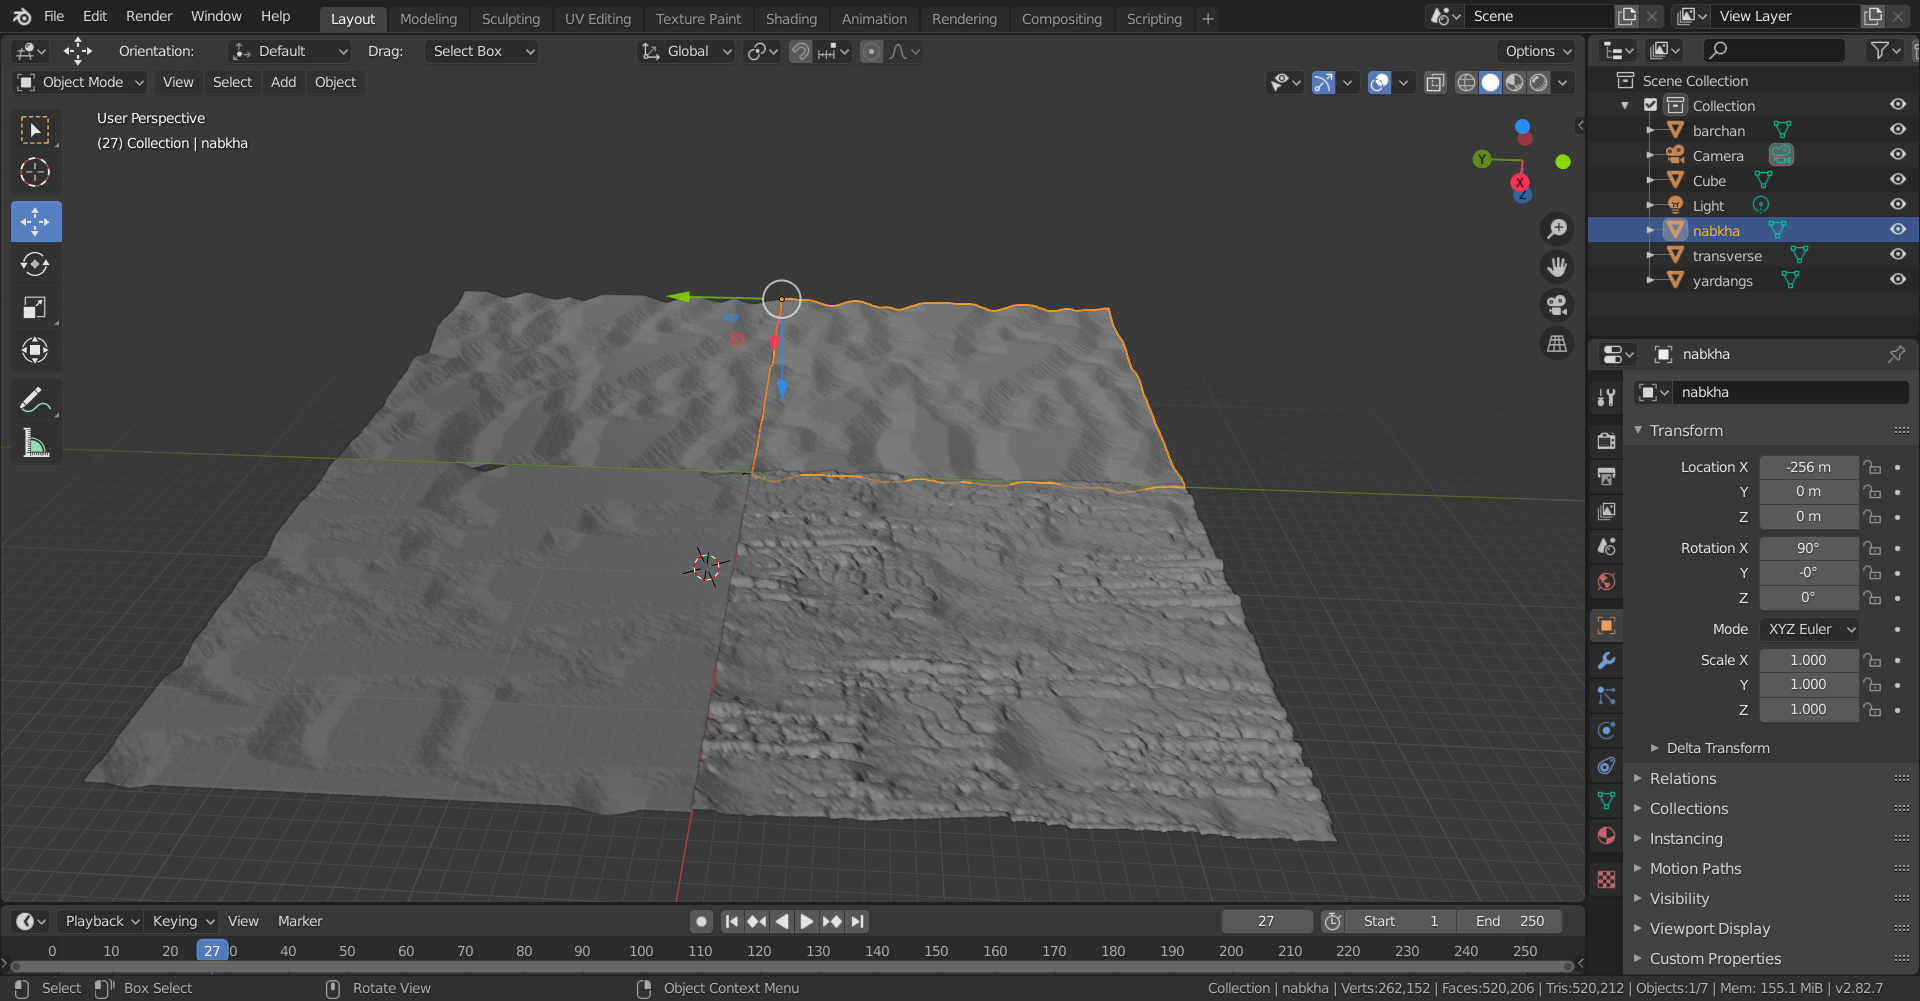 File Edit Render Window Help Layout Modeling Sculpting UV Editing Texture Paint Shading Animation Rendering Compositing Scripting + Scene View Layer
Orientation: Default Drag: Select Box Global Options
Object Mode View Select Add Object
User Perspective
(27) Collection | nabkha
Y
X
Z
Scene Collection
Collection
barchan
Camera
Cube
Light
nabkha
transverse
yardangs
nabkha
nabkha
Transform
Location X -256 m
Y 0 m
Z 0 m
Rotation X 90°
Y -0°
Z 0°
Mode XYZ Euler
Scale X 1.000
Y 1.000
Z 1.000
Delta Transform
Relations
Collections
Instancing
Motion Paths
Visibility
Viewport Display
Custom Properties
Playback Keying View Marker 27 Start 1 End 250
0 10 20 27 0 40 50 60 70 80 90 100 110 120 130 140 150 160 170 180 190 200 210 220 230 240 250
Select Box Select Rotate View Object Context Menu Collection | nabkha | Verts:262,152 | Faces:520,206 | Tris:520,212 | Objects:1/7 | Mem: 155.1 MiB | v2.82.7